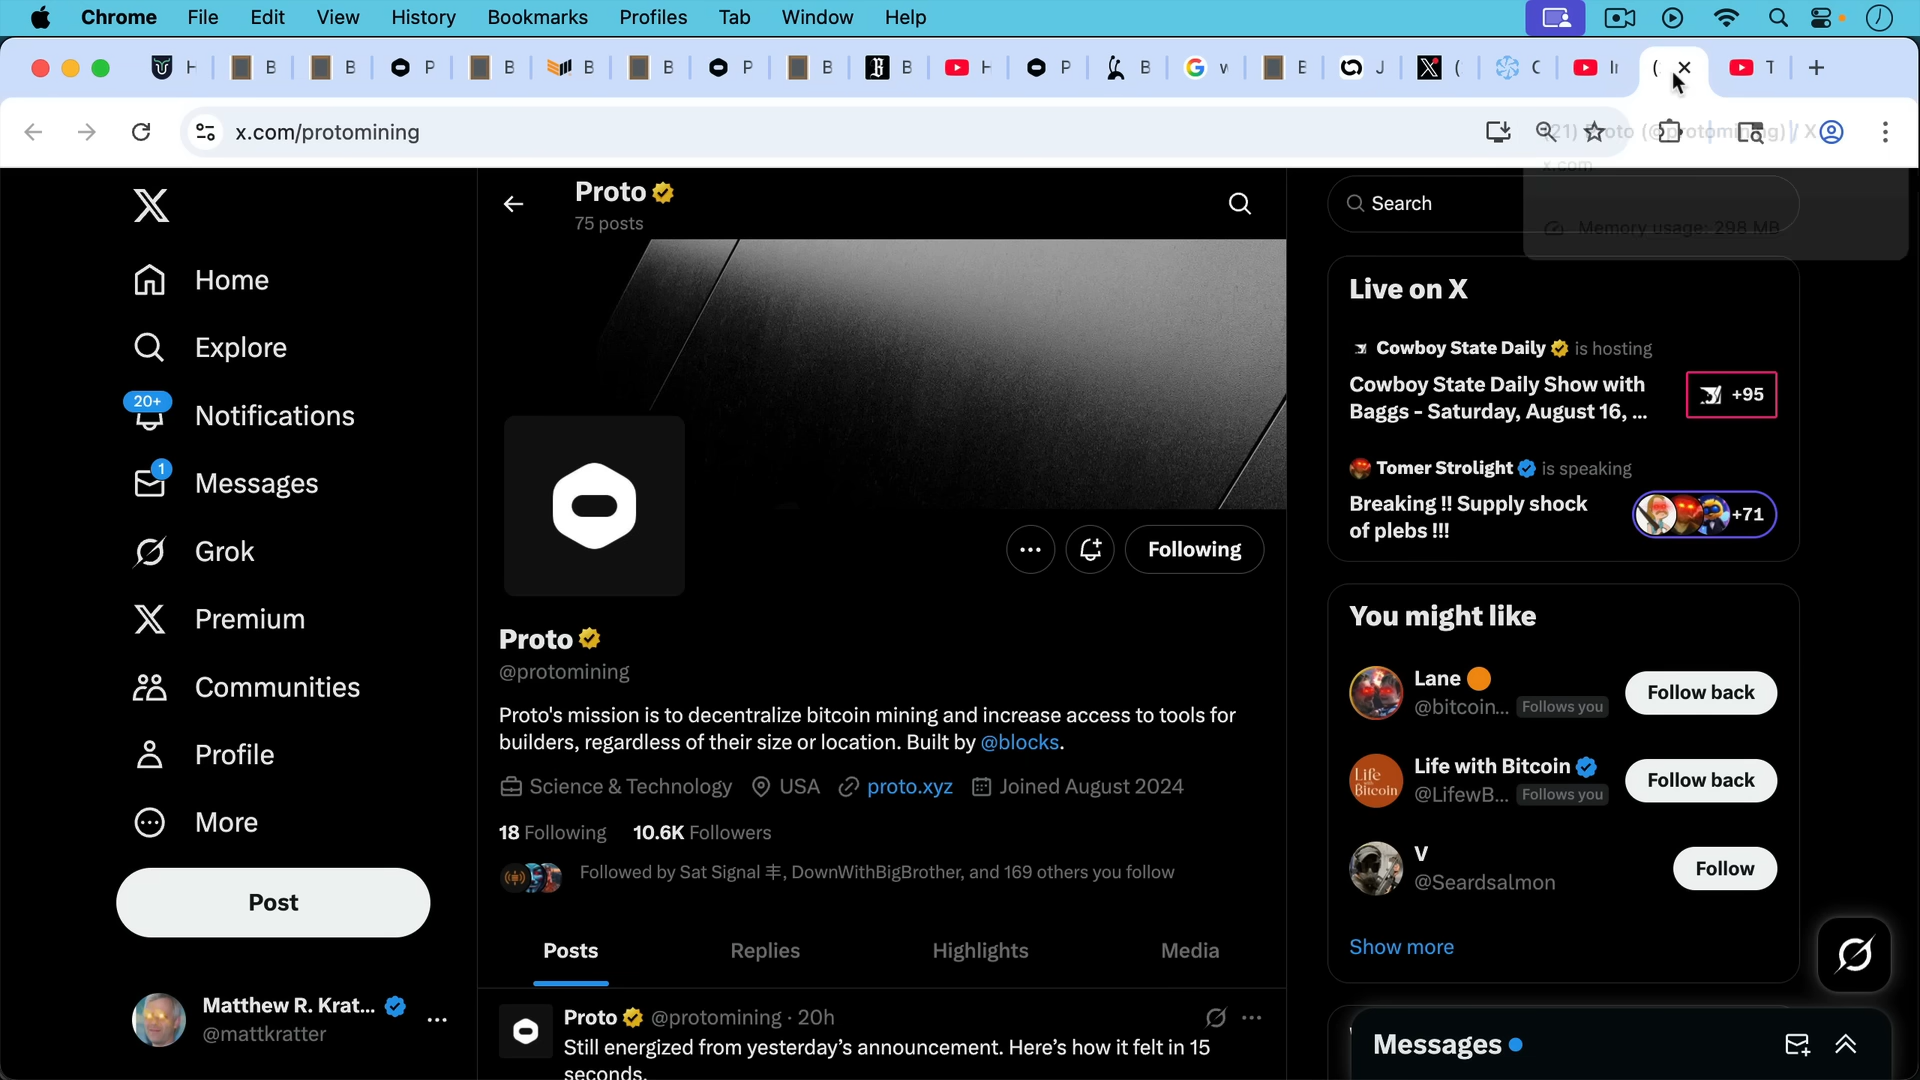 Chrome File Edit View History Bookmarks Profiles Tab Window Help
H B B P B B B P B B H P B w B J ( C Ir ( T
x.com/protomining
(21) Proto (@protomining) / X
x.com
Memory usage: 298 MB
Home
Explore
20+
Notifications
1
Messages
Grok
Premium
Communities
Profile
More
Post
Matthew R. Krat...
@mattkratter
Proto
75 posts
Following
Proto
@protomining
Proto's mission is to decentralize bitcoin mining and increase access to tools for
builders, regardless of their size or location. Built by @blocks.
Science & Technology USA proto.xyz Joined August 2024
18 Following 10.6K Followers
Followed by Sat Signal 丰, DownWithBigBrother, and 169 others you follow
Posts Replies Highlights Media
Proto @protomining · 20h
Still energized from yesterday’s announcement. Here’s how it felt in 15
seconds.
Search
Live on X
Cowboy State Daily is hosting
Cowboy State Daily Show with
Baggs - Saturday, August 16, ...
+95
Tomer Strolight is speaking
Breaking !! Supply shock
of plebs !!!
+71
You might like
Lane
@bitcoin... Follows you
Follow back
Life with Bitcoin
@LifewB... Follows you
Follow back
Life with Bitcoin
V
@Seardsalmon
Follow
Show more
Messages